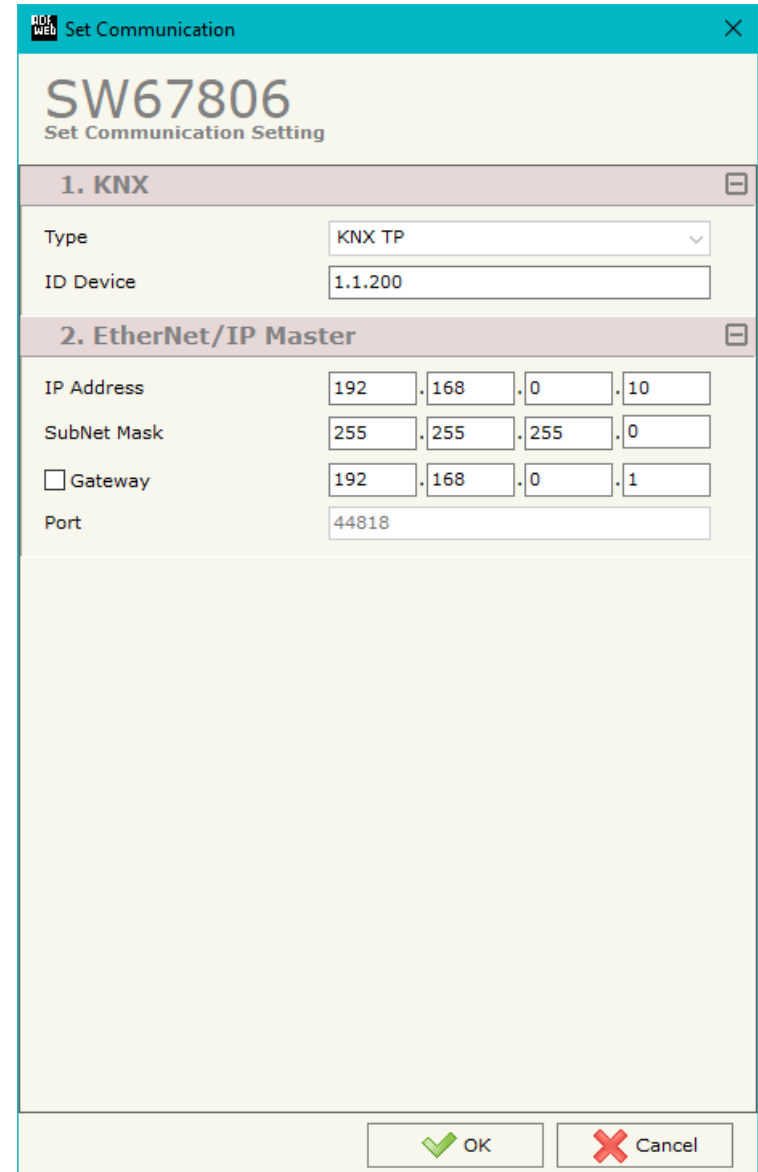 ADF
WEB Set Communication
SW67806
Set Communication Setting
1. KNX
Type KNX TP
ID Device 1.1.200
2. EtherNet/IP Master
IP Address 192 . 168 . 0 . 10
SubNet Mask 255 . 255 . 255 . 0
Gateway 192 . 168 . 0 . 1
Port 44818
OK Cancel